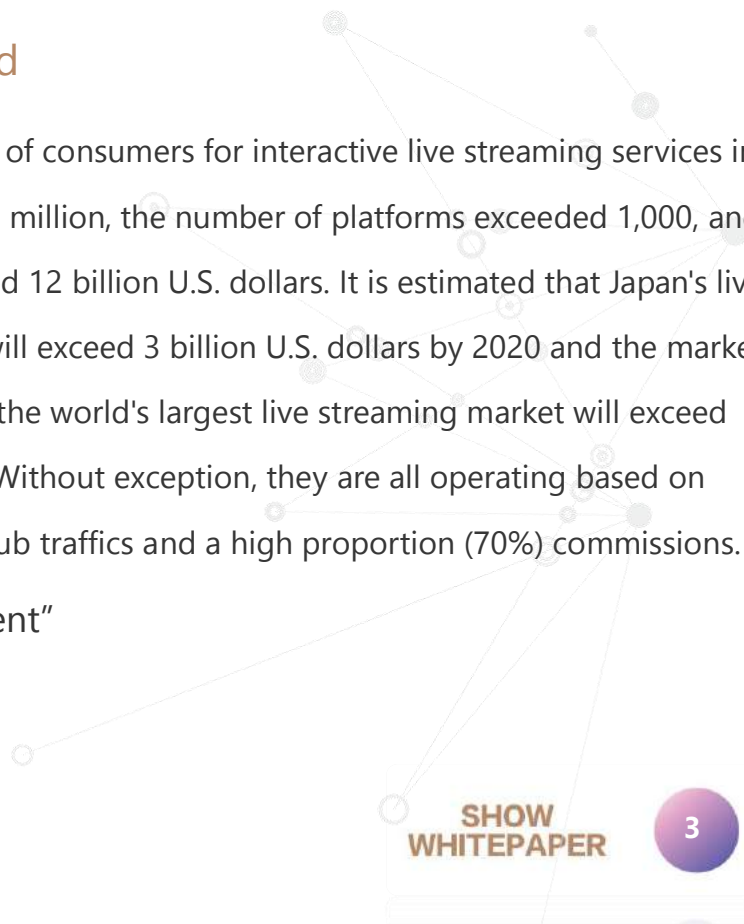 d
of consumers for interactive live streaming services in
million, the number of platforms exceeded 1,000, and
d 12 billion U.S. dollars. It is estimated that Japan's liv
ill exceed 3 billion U.S. dollars by 2020 and the marke
the world's largest live streaming market will exceed
Without exception, they are all operating based on
ub traffics and a high proportion (70%) commissions.
ent”
SHOW
WHITEPAPER
3